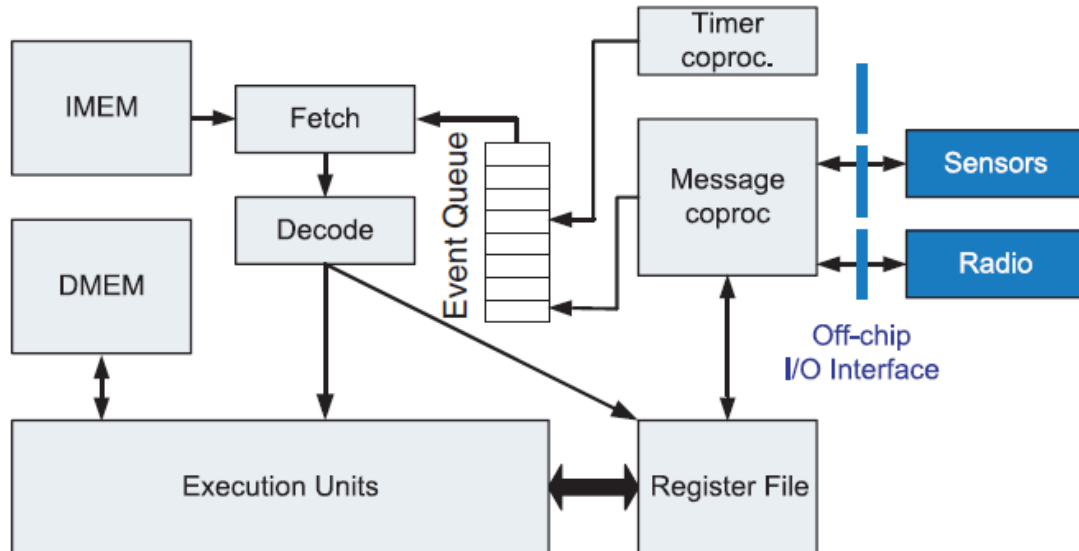 Timer
coproc.
IMEM
Fetch
Event Queue
Message
coproc
Sensors
Decode
Radio
DMEM
Off-chip
I/O Interface
Execution Units
Register File